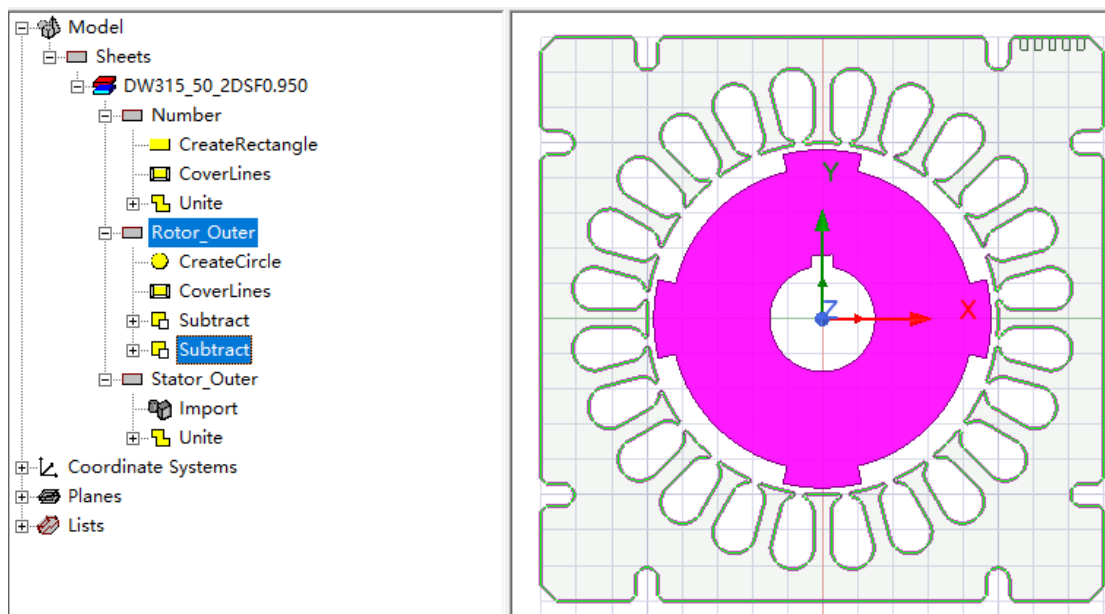 Model
Sheets
DW315_50_2DSF0.950
Number
CreateRectangle
CoverLines
Unite
Rotor_Outer
CreateCircle
CoverLines
Subtract
Subtract
Stator_Outer
Import
Unite
Coordinate Systems
Planes
Lists
Y
Z
X